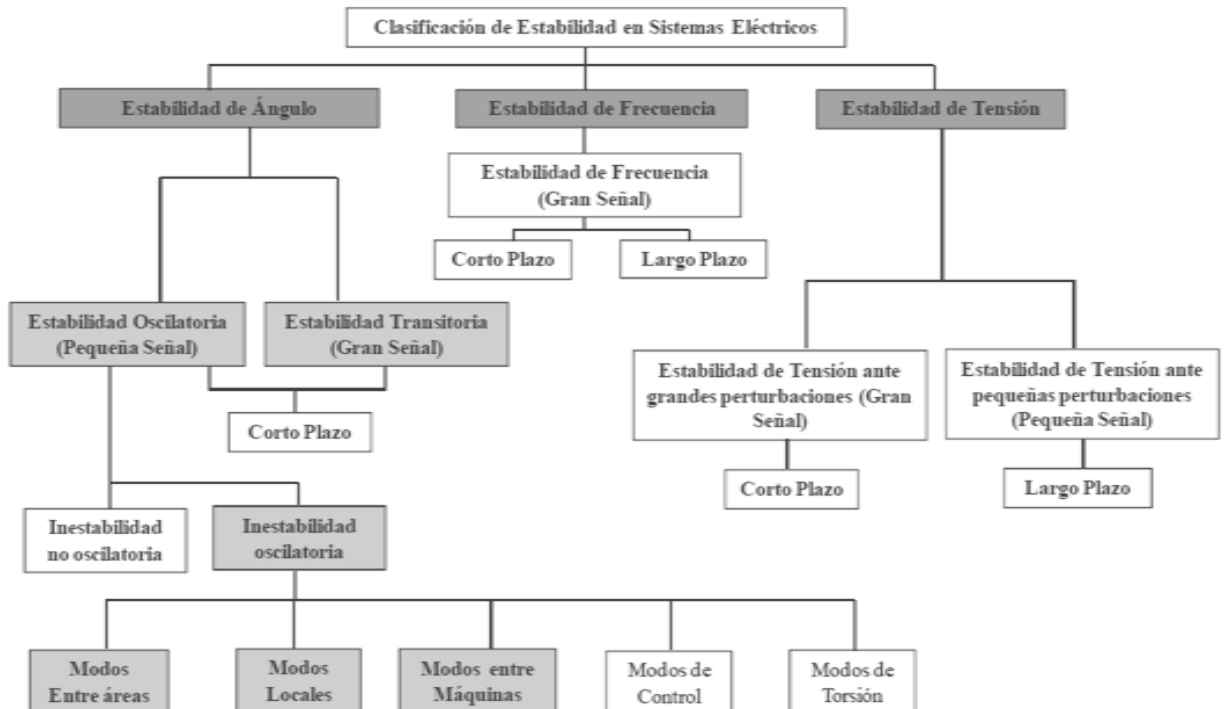 Clasificación de Estabilidad en Sistemas Eléctricos
Estabilidad de Ángulo
Estabilidad de Frecuencia
Estabilidad de Tensión
Estabilidad de Frecuencia
(Gran Señal)
Corto Plazo
Largo Plazo
Estabilidad Oscilatoria
(Pequeña Señal)
Estabilidad Transitoria
(Gran Señal)
Corto Plazo
Estabilidad de Tensión ante
grandes perturbaciones (Gran
Señal)
Estabilidad de Tensión ante
pequeñas perturbaciones
(Pequeña Señal)
Corto Plazo
Largo Plazo
Inestabilidad
no oscilatoria
Inestabilidad
oscilatoria
Modos
Entre áreas
Modos
Locales
Modos entre
Máquinas
Modos de
Control
Modos de
Torsión